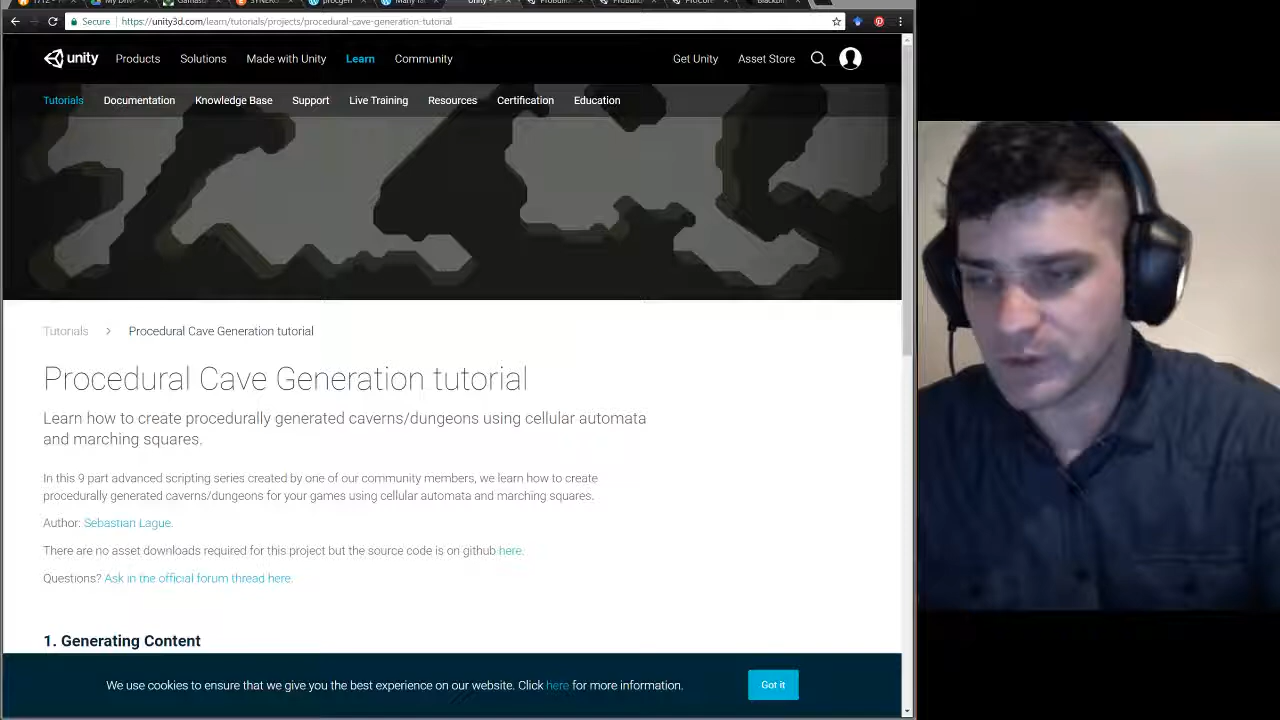 Secure https://unity3d.com/learn/tutorials/projects/procedural-cave-generation-tutorial
unity Products Solutions Made with Unity Learn Community Get Unity Asset Store
Tutorials Documentation Knowledge Base Support Live Training Resources Certification Education
Tutorials > Procedural Cave Generation tutorial
Procedural Cave Generation tutorial
Learn how to create procedurally generated caverns/dungeons using cellular automata
and marching squares.
In this 9 part advanced scripting series created by one of our community members, we learn how to create
procedurally generated caverns/dungeons for your games using cellular automata and marching squares.
Author: Sebastian Lague.
There are no asset downloads required for this project but the source code is on github here.
Questions? Ask in the official forum thread here.
1. Generating Content
We use cookies to ensure that we give you the best experience on our website. Click here for more information. Got it